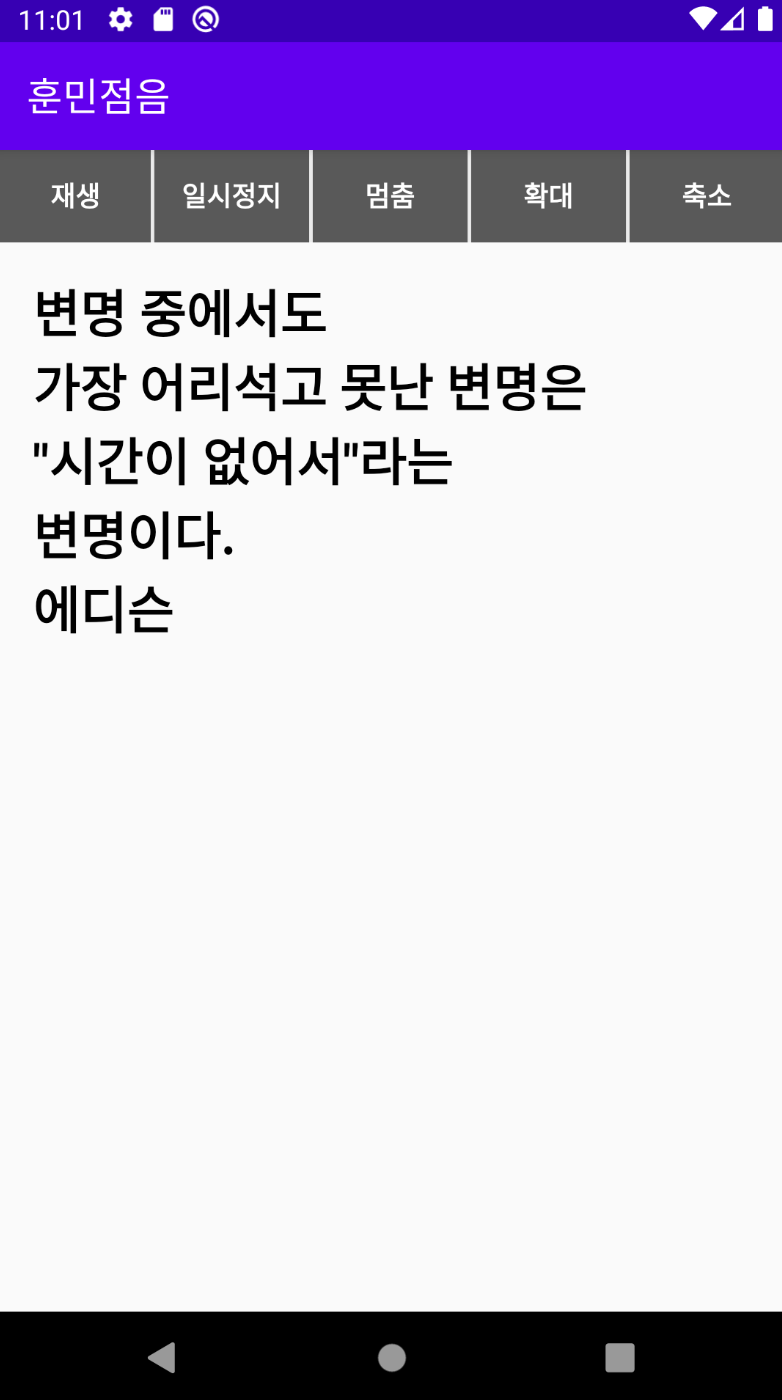 11:01
훈민점음
재생 일시정지 멈춤 확대 축소
변명 중에서도
가장 어리석고 못난 변명은
"시간이 없어서"라는
변명이다.
에디슨